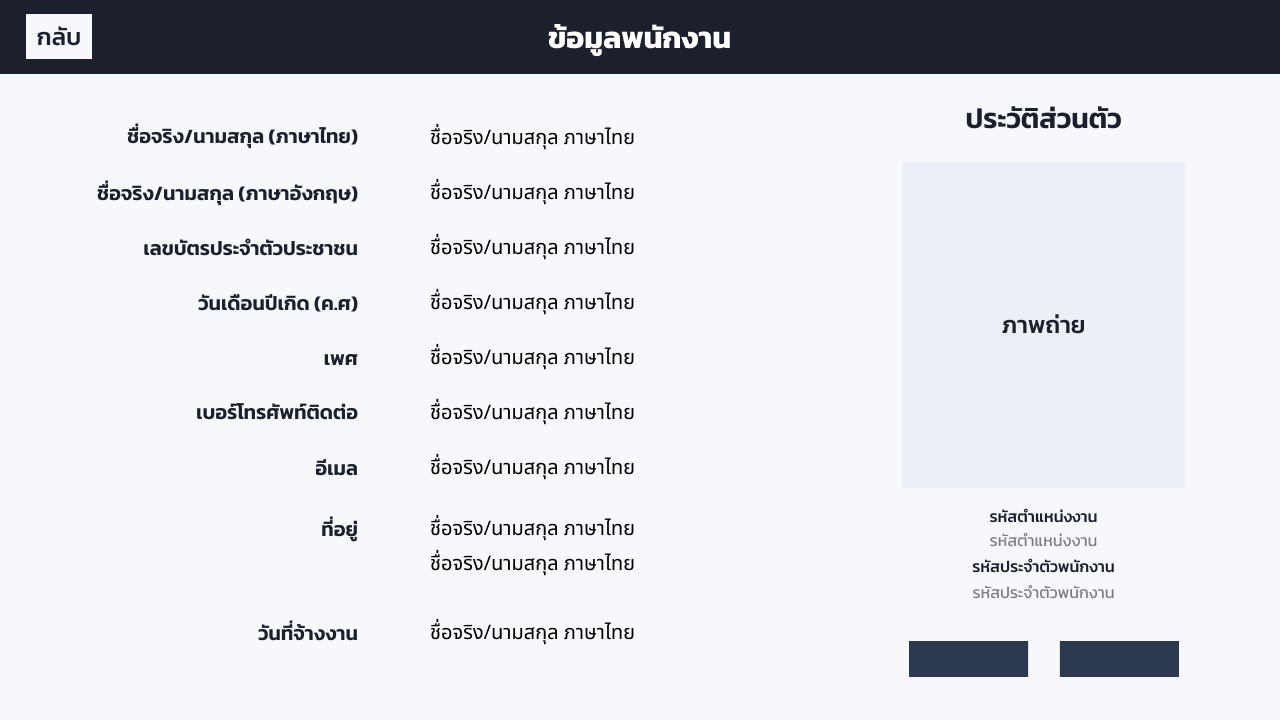 กลับ
ข้อมูลพนักงาน
ชื่อจริง/นามสกุล (ภาษาไทย) ชื่อจริง/นามสกุล ภาษาไทย
ชื่อจริง/นามสกุล (ภาษาอังกฤษ) ชื่อจริง/นามสกุล ภาษาไทย
เลขบัตรประจำตัวประชาชน ชื่อจริง/นามสกุล ภาษาไทย
วันเดือนปีเกิด (ค.ศ) ชื่อจริง/นามสกุล ภาษาไทย
เพศ ชื่อจริง/นามสกุล ภาษาไทย
เบอร์โทรศัพท์ติดต่อ ชื่อจริง/นามสกุล ภาษาไทย
อีเมล ชื่อจริง/นามสกุล ภาษาไทย
ที่อยู่ ชื่อจริง/นามสกุล ภาษาไทย
ชื่อจริง/นามสกุล ภาษาไทย
วันที่จ้างงาน ชื่อจริง/นามสกุล ภาษาไทย
ประวัติส่วนตัว
ภาพถ่าย
รหัสตำแหน่งงาน
รหัสตำแหน่งงาน
รหัสประจำตัวพนักงาน
รหัสประจำตัวพนักงาน